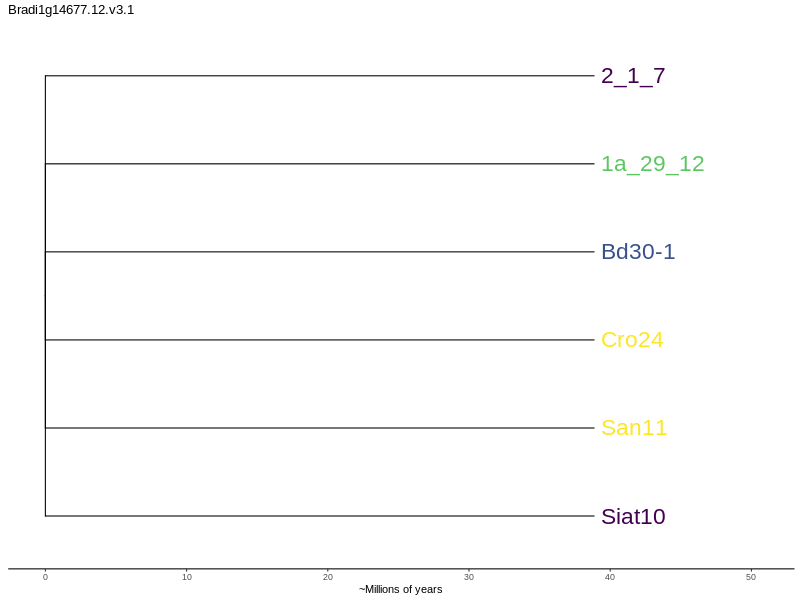 Bradi1g14677.12.v3.1
2_1_7
1a_29_12
Bd30-1
Cro24
San11
Siat10
0 10 20 30 40 50
~Millions of years